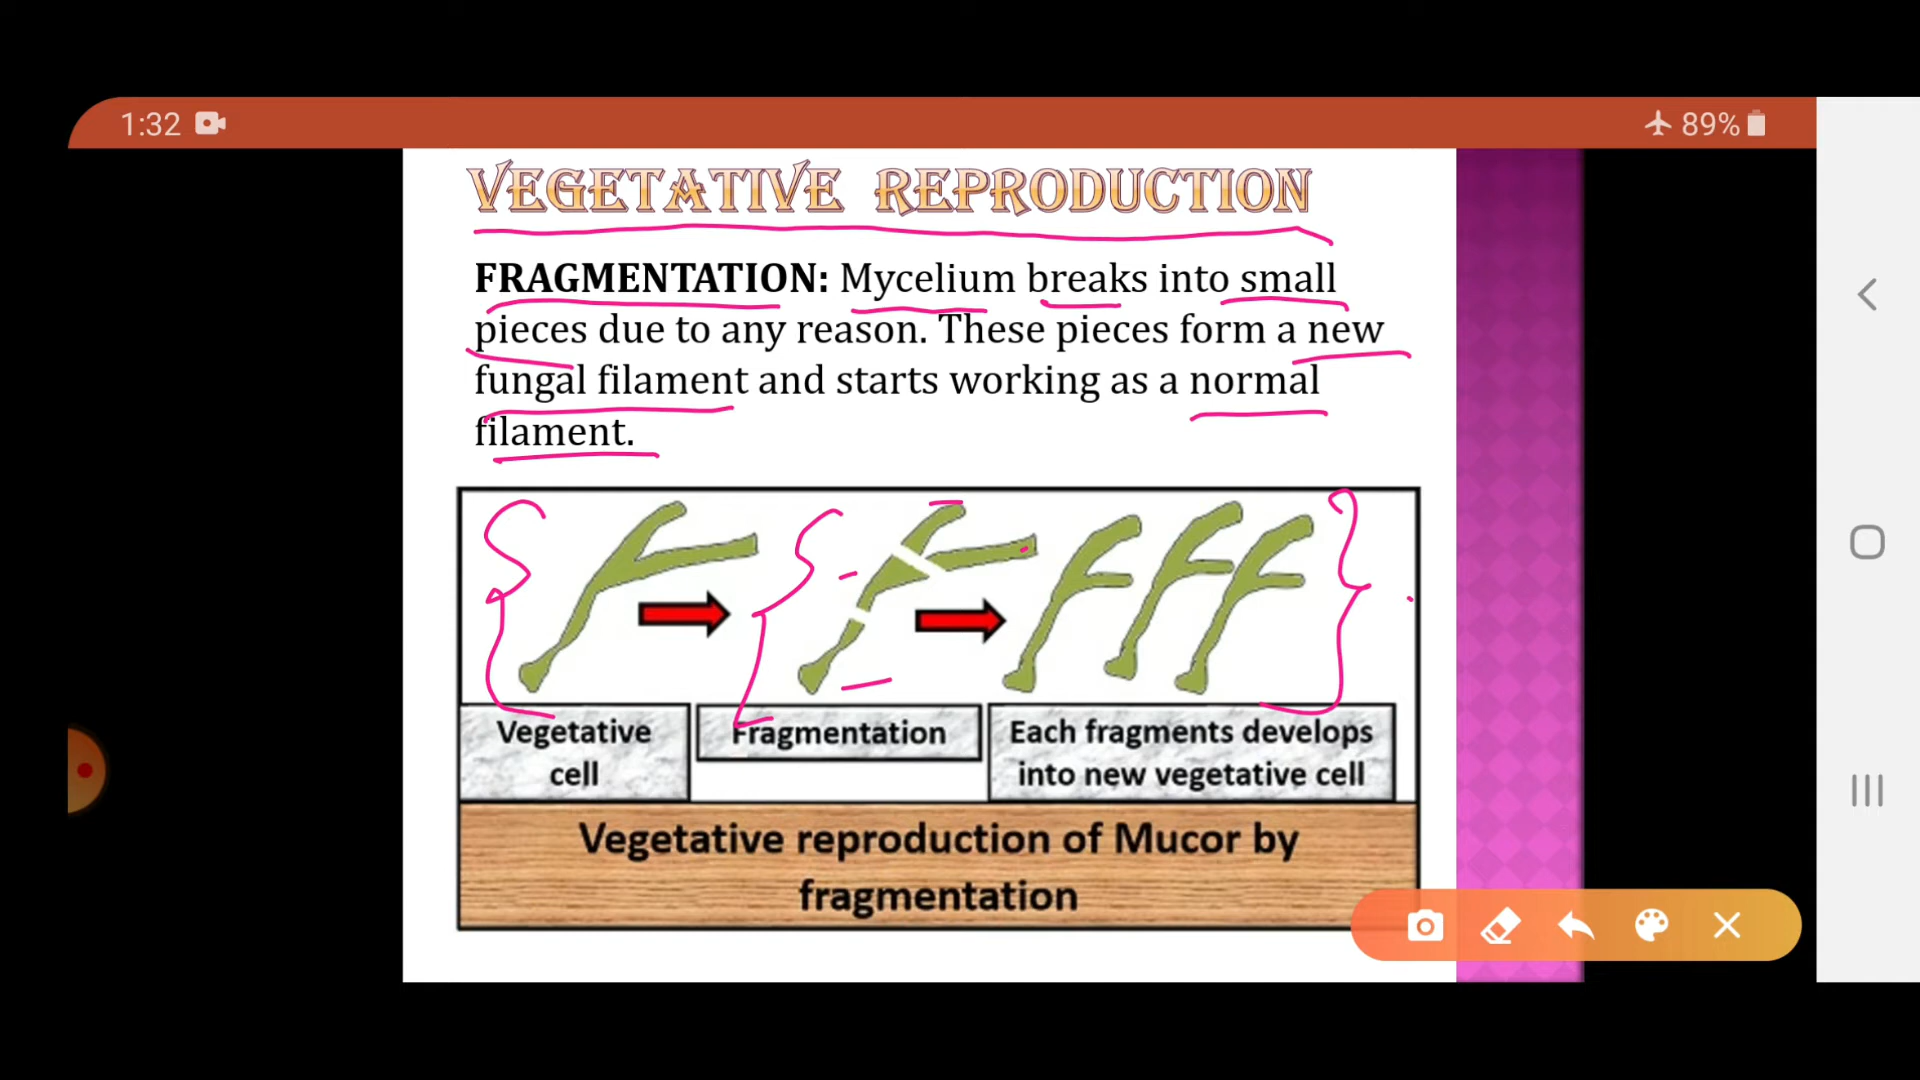 1:32
89%
VEGETATIVE REPRODUCTION
FRAGMENTATION: Mycelium breaks into small
pieces due to any reason. These pieces form a new
fungal filament and starts working as a normal
filament.
Vegetative
cell
Fragmentation
Each fragments develops
into new vegetative cell
Vegetative reproduction of Mucor by
fragmentation